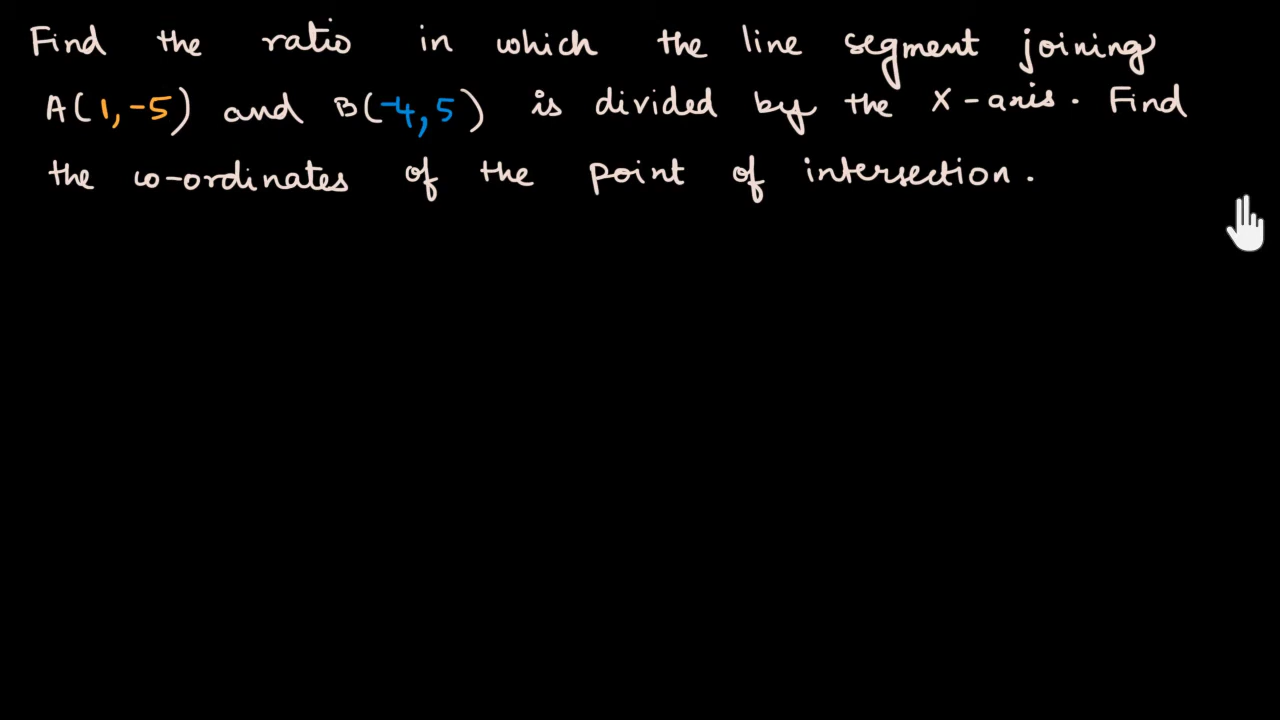 Find the ratio in which the line segment joining
A(1,-5) and B(-4,5) is divided by the X-axis. Find
the co-ordinates of the point of intersection.